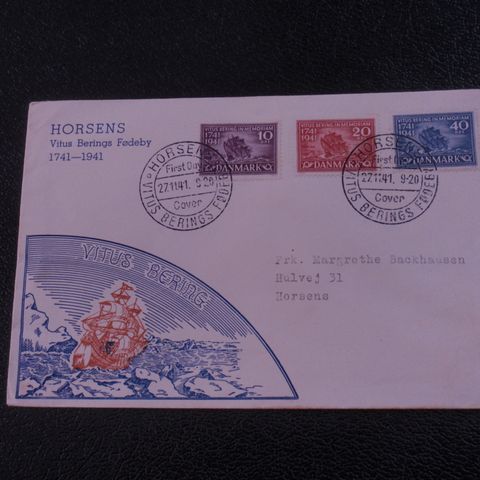 HORSENS
Vitus Berings Fødeby
1741—1941
VITUS BERING IN MEMORIAM
1741
1941
10
DANMARK
VITUS BERING IN MEMORIAM
1741
1941
20
DANMARK
VITUS BERING IN MEMORIAM
1741
1941
40
DANMARK
HORSENS
First Day
27.11.41. 9-20
Cover
VITUS BERINGS FØDEBY
HORSENS
First Day
27.11.41. 9-20
Cover
VITUS BERINGS FØDEBY
VITUS BERING
Frk. Margrethe Backhausen
Hulvej 31
Horsens